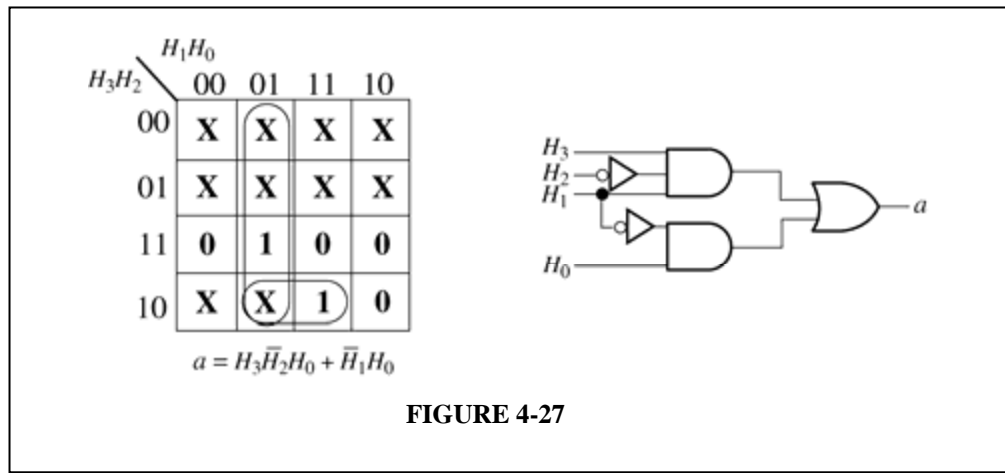 H₁H₀
H₃H₂ 00 01 11 10
00 X X X X
01 X X X X
11 0 1 0 0
10 X X 1 0
a = H₃H̅₂H₀ + H̅₁H₀
H₃
H₂
H₁
H₀
a
FIGURE 4-27